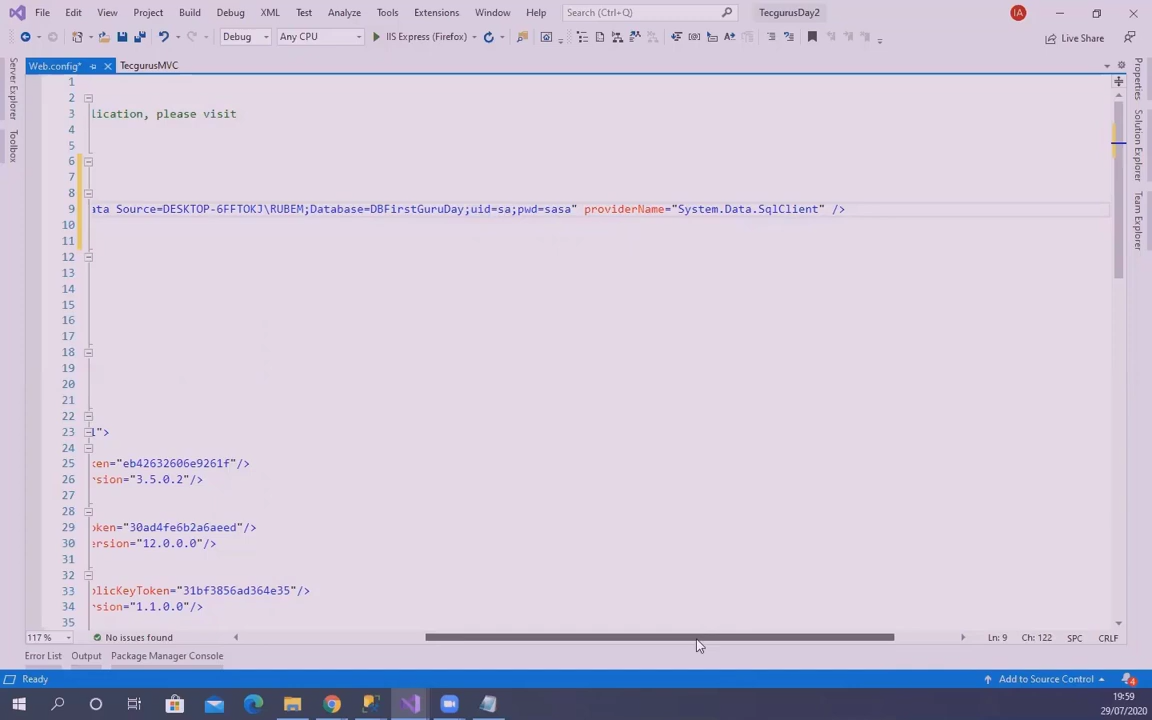 File Edit View Project Build Debug XML Test Analyze Tools Extensions Window Help Search (Ctrl+Q) TecgurusDay2 IA
Debug Any CPU IIS Express (Firefox) Live Share
Web.config* TecgurusMVC
Server Explorer
Toolbox
Properties
Solution Explorer
Team Explorer
1
2
3 lication, please visit
4
5
6
7
8
9 ata Source=DESKTOP-6FFTOKJ\RUBEM;Database=DBFirstGuruDay;uid=sa;pwd=sasa" providerName="System.Data.SqlClient" />
10
11
12
13
14
15
16
17
18
19
20
21
22
23 l">
24
25 ken="eb42632606e9261f"/>
26 rsion="3.5.0.2"/>
27
28
29 oken="30ad4fe6b2a6aeed"/>
30 ersion="12.0.0.0"/>
31
32
33 blicKeyToken="31bf3856ad364e35"/>
34 rsion="1.1.0.0"/>
35
117 % No issues found Ln: 9 Ch: 122 SPC CRLF
Error List Output Package Manager Console
Ready Add to Source Control 4
19:59
29/07/2020